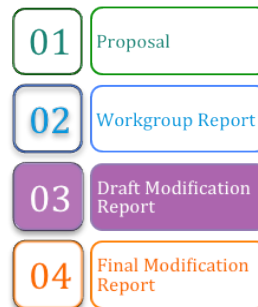 01
Proposal
02
Workgroup Report
03
Draft Modification
Report
04
Final Modification
Report